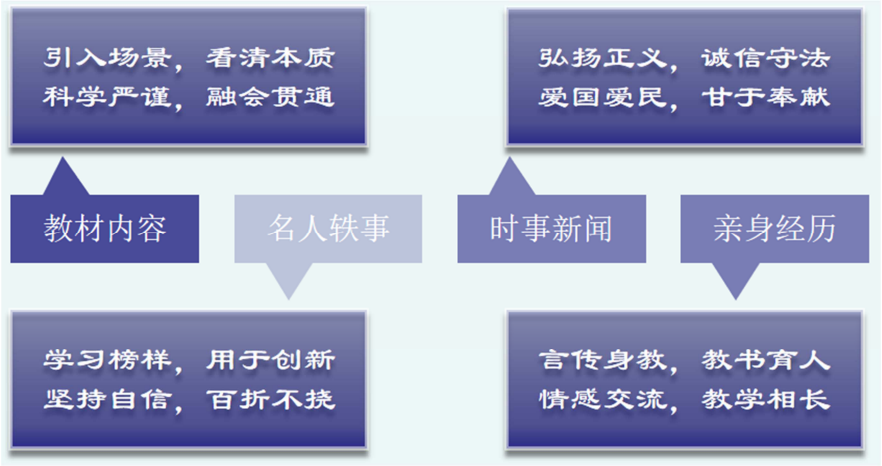 引入场景，看清本质
科学严谨，融会贯通
弘扬正义，诚信守法
爱国爱民，甘于奉献
教材内容
名人轶事
时事新闻
亲身经历
学习榜样，用于创新
坚持自信，百折不挠
言传身教，教书育人
情感交流，教学相长